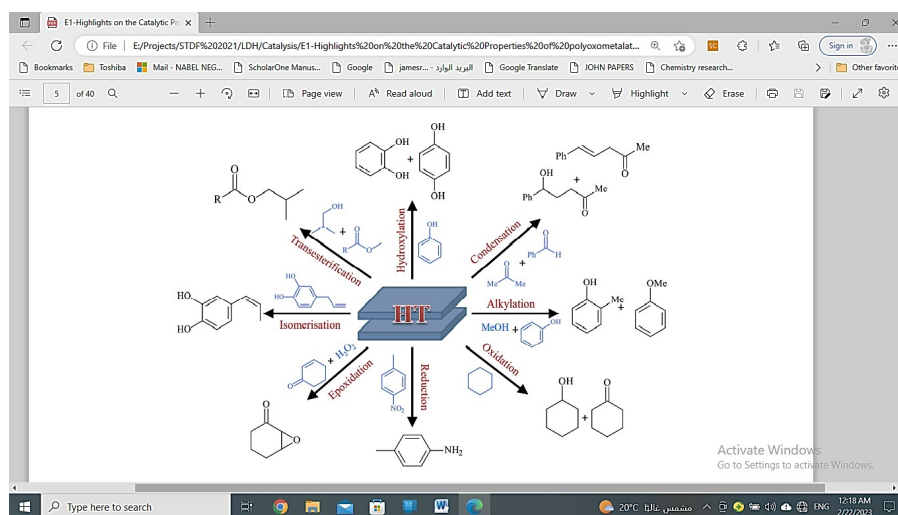 E1-Highlights on the Catalytic Pr
File | E:/Projects/STDF%202021/LDH/Catalysis/E1-Highlights%20on%20the%20Catalytic%20Properties%20of%20polyoxometalat...
SC
Sign in
Bookmarks Toshiba Mail - NABEL NEG... ScholarOne Manus... Google البريد الوارد - jamesr... Google Translate JOHN PAPERS Chemistry research... Other favorit
5 of 40 Page view Read aloud Add text Draw Highlight Erase
OH
OH
OH
+
OH
Ph
Me
O
OH
+
Ph
Me
O
O
R
O
OH
+
O
R
O
Transesterification
OH
Hydroxylation
OH
Condensation
O
Me Me
+
O
Ph H
HO
HO
HO
HO
Isomerisation
HT
Alkylation
MeOH +
OH
OH
Me
+
OMe
O
+ H₂O₂
Epoxidation
NO₂
Reduction
Oxidation
O
O
NH₂
OH
+
O
Activate Windows
Go to Settings to activate Windows.
Type here to search
W
20°C مشمس غالبًا
ENG
12:18 AM
2/22/2023